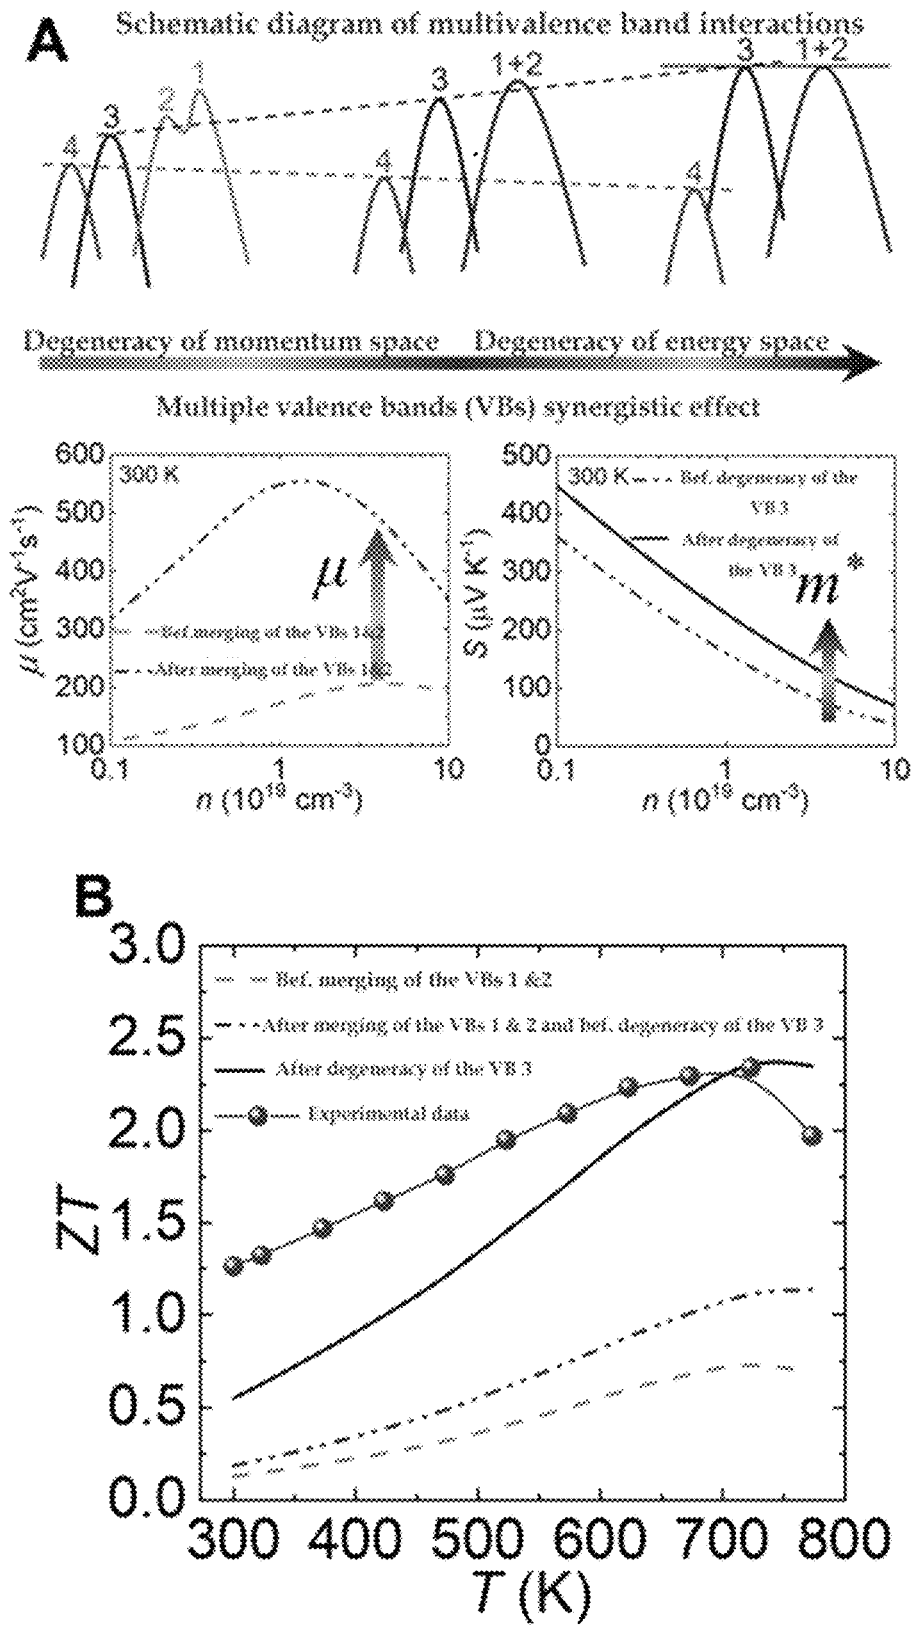 A
Schematic diagram of multivalence band interactions
4 3 2 1
4 3 1+2
4 3 1+2
Degeneracy of momentum space
Degeneracy of energy space
Multiple valence bands (VBs) synergistic effect
600
500
400
300
200
100
0.1 1 10
μ (cm²V⁻¹s⁻¹)
300 K
μ
Bef.merging of the VBs 1&2
After merging of the VBs 1&2
n (10¹⁹ cm⁻³)
500
400
300
200
100
0
0.1 1 10
S (μV K⁻¹)
300 K
Bef. degeneracy of the
VB 3
After degeneracy of
the VB 3
m*
n (10¹⁹ cm⁻³)
B
3.0
2.5
2.0
1.5
1.0
0.5
0.0
ZT
Bef. merging of the VBs 1 &2
After merging of the VBs 1 & 2 and bef. degeneracy of the VB 3
After degeneracy of the VB 3
Experimental data
300 400 500 600 700 800
T (K)